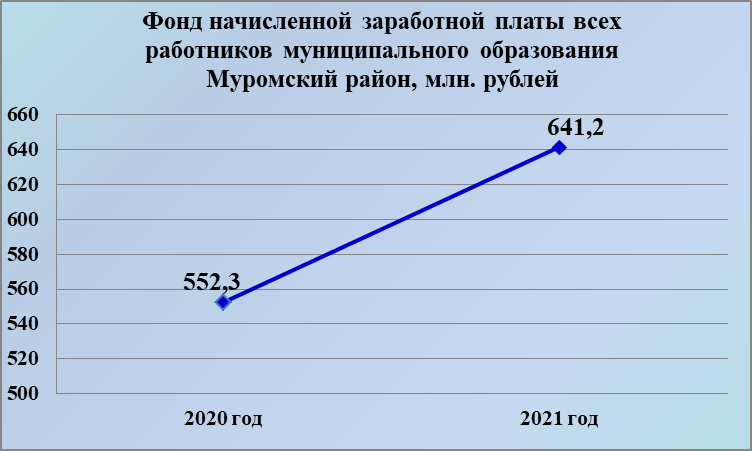 Фонд начисленной заработной платы всех
работников муниципального образования
Муромский район, млн. рублей
660
640
620
600
580
560
540
520
500
641,2
552,3
2020 год
2021 год